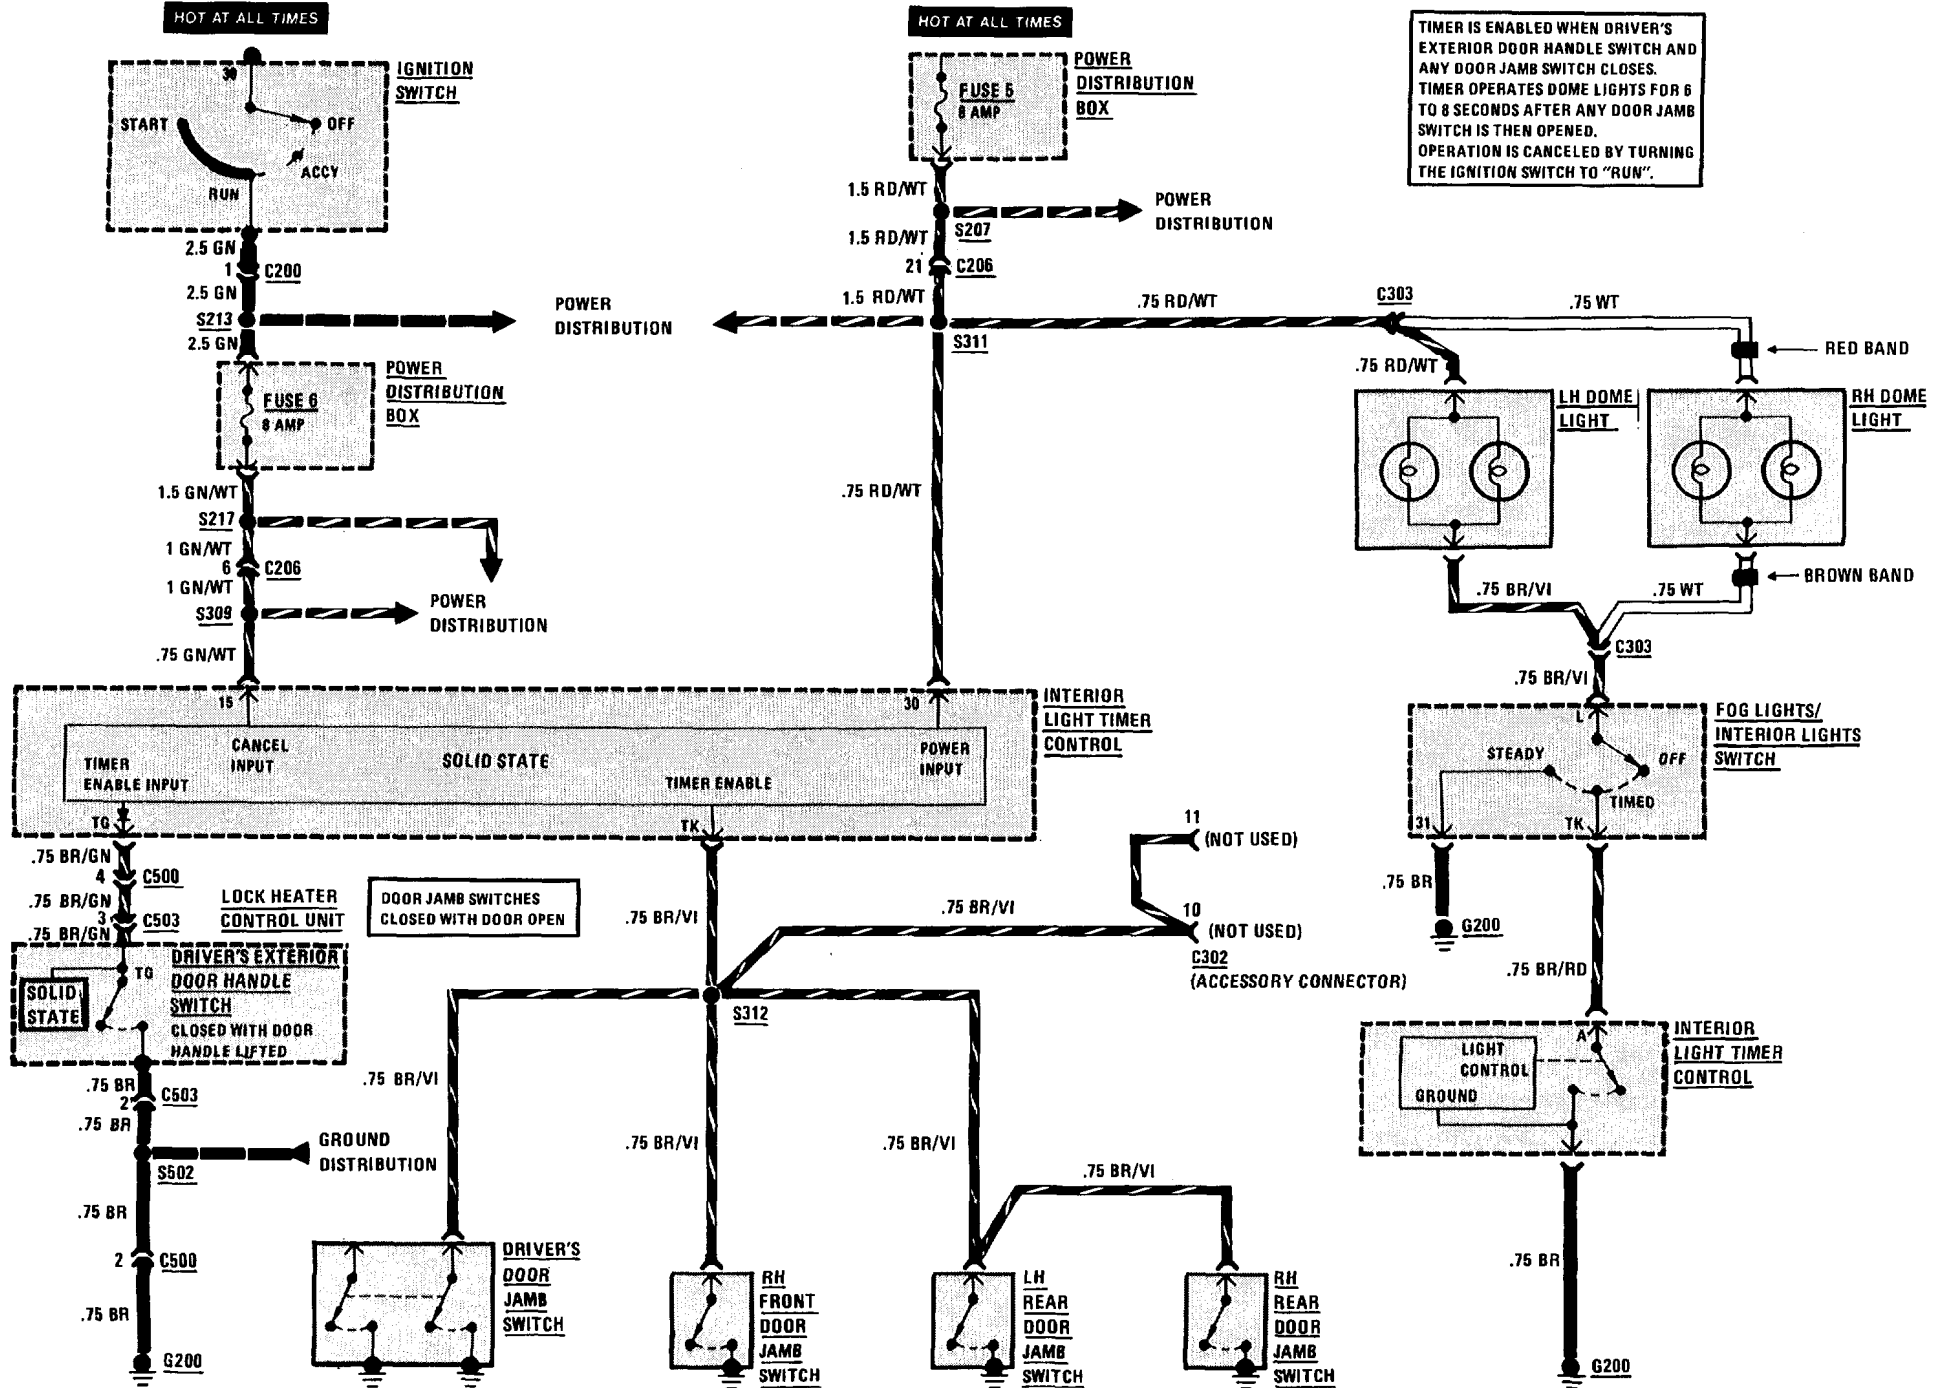 HOT AT ALL TIMES
30
IGNITION
SWITCH
START
OFF
ACCY
RUN
2.5 GN
1
C200
2.5 GN
S213
2.5 GN
POWER
DISTRIBUTION
POWER
DISTRIBUTION
BOX
FUSE 6
8 AMP
1.5 GN/WT
S217
1 GN/WT
6
C206
1 GN/WT
S309
POWER
DISTRIBUTION
.75 GN/WT
HOT AT ALL TIMES
POWER
DISTRIBUTION
BOX
FUSE 5
8 AMP
1.5 RD/WT
POWER
DISTRIBUTION
S207
1.5 RD/WT
21
C206
1.5 RD/WT
S311
.75 RD/WT
.75 RD/WT
C303
.75 WT
RED BAND
.75 RD/WT
LH DOME
LIGHT
RH DOME
LIGHT
BROWN BAND
.75 BR/VI
.75 WT
C303
.75 BR/VI
TIMER IS ENABLED WHEN DRIVER'S
EXTERIOR DOOR HANDLE SWITCH AND
ANY DOOR JAMB SWITCH CLOSES.
TIMER OPERATES DOME LIGHTS FOR 6
TO 8 SECONDS AFTER ANY DOOR JAMB
SWITCH IS THEN OPENED.
OPERATION IS CANCELED BY TURNING
THE IGNITION SWITCH TO "RUN".
15
30
INTERIOR
LIGHT TIMER
CONTROL
CANCEL
INPUT
SOLID STATE
POWER
INPUT
TIMER
ENABLE INPUT
TIMER ENABLE
TG
TK
L
FOG LIGHTS/
INTERIOR LIGHTS
SWITCH
STEADY
OFF
TIMED
31
TK
.75 BR
G200
.75 BR/RD
A
INTERIOR
LIGHT TIMER
CONTROL
LIGHT
CONTROL
GROUND
.75 BR
G200
.75 BR/GN
4
C500
.75 BR/GN
3
C503
.75 BR/GN
LOCK HEATER
CONTROL UNIT
DRIVER'S EXTERIOR
DOOR HANDLE
SWITCH
CLOSED WITH DOOR
HANDLE LIFTED
TG
SOLID
STATE
.75 BR
2
C503
.75 BR
GROUND
DISTRIBUTION
S502
.75 BR
2
C500
.75 BR
G200
DOOR JAMB SWITCHES
CLOSED WITH DOOR OPEN
.75 BR/VI
.75 BR/VI
11
(NOT USED)
10
(NOT USED)
C302
(ACCESSORY CONNECTOR)
S312
.75 BR/VI
.75 BR/VI
.75 BR/VI
.75 BR/VI
DRIVER'S
DOOR
JAMB
SWITCH
RH
FRONT
DOOR
JAMB
SWITCH
LH
REAR
DOOR
JAMB
SWITCH
RH
REAR
DOOR
JAMB
SWITCH